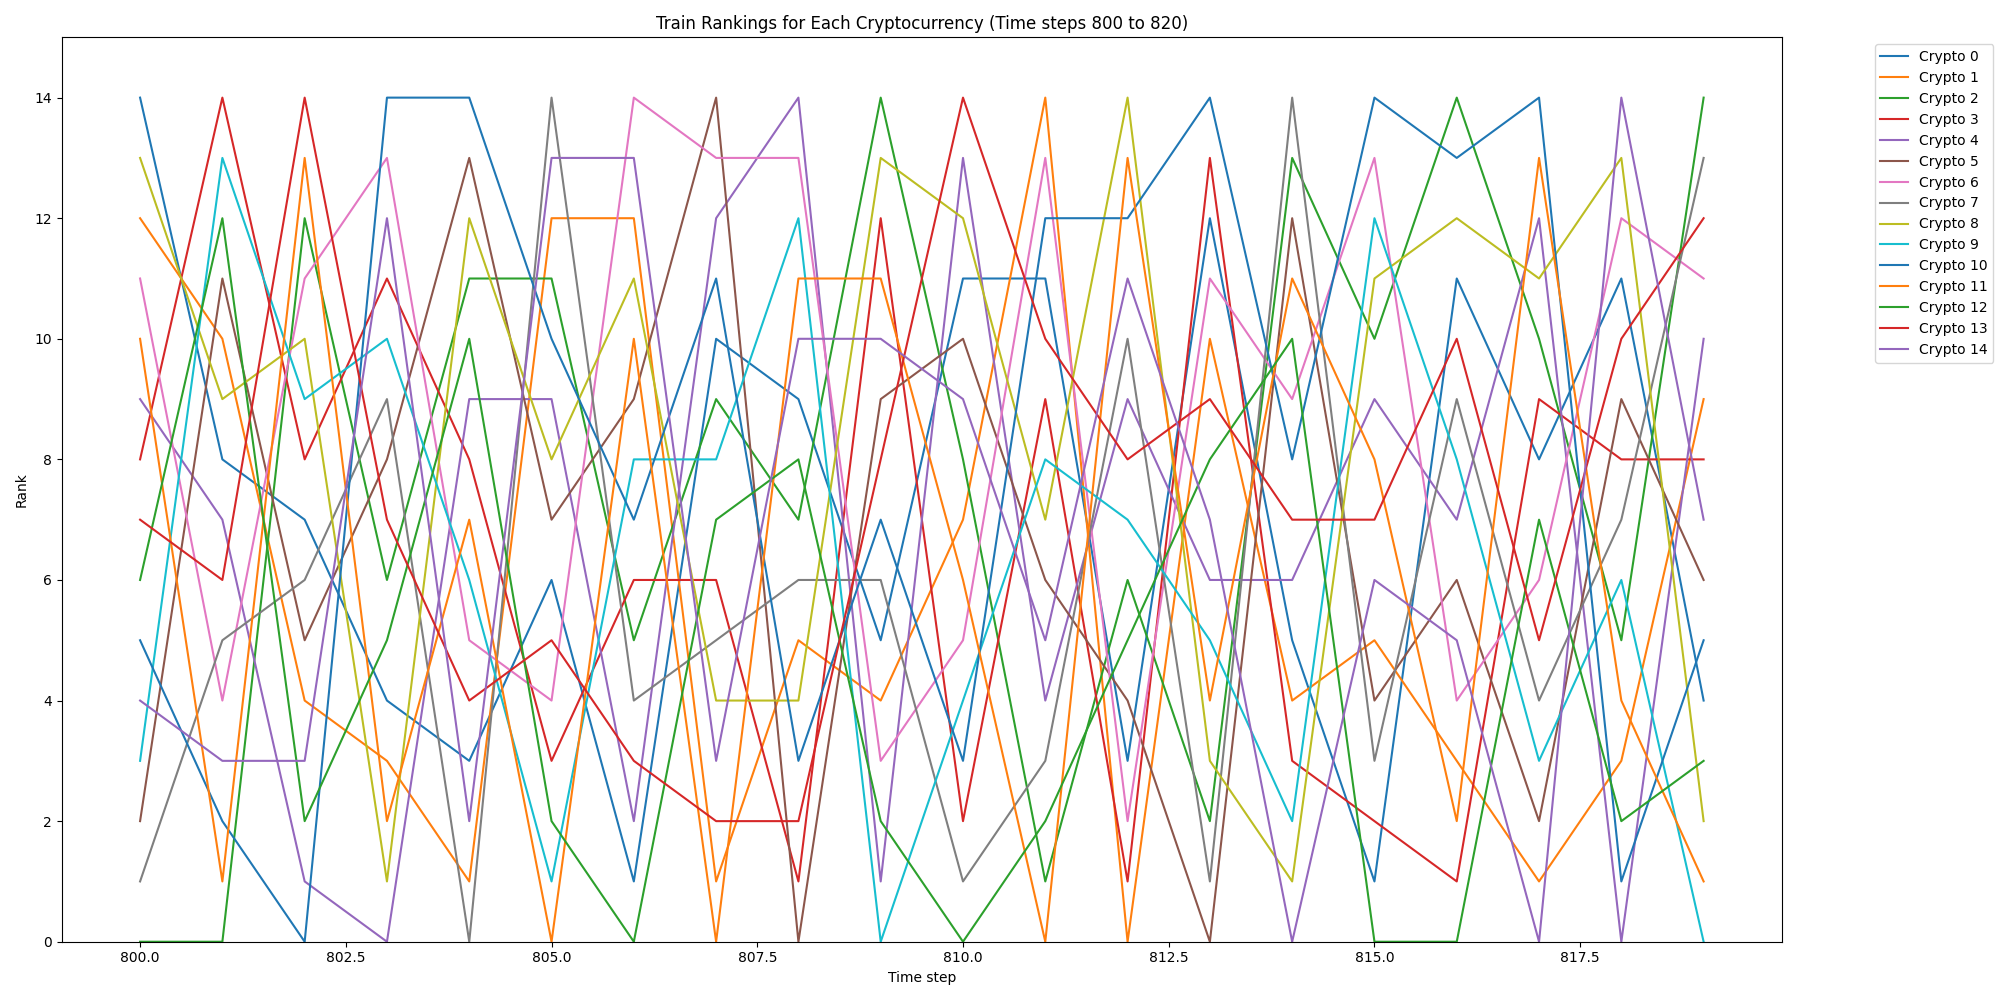 Train Rankings for Each Cryptocurrency (Time steps 800 to 820)
Rank
14
12
10
8
6
4
2
0
800.0 802.5 805.0 807.5 810.0 812.5 815.0 817.5
Time step
Crypto 0
Crypto 1
Crypto 2
Crypto 3
Crypto 4
Crypto 5
Crypto 6
Crypto 7
Crypto 8
Crypto 9
Crypto 10
Crypto 11
Crypto 12
Crypto 13
Crypto 14